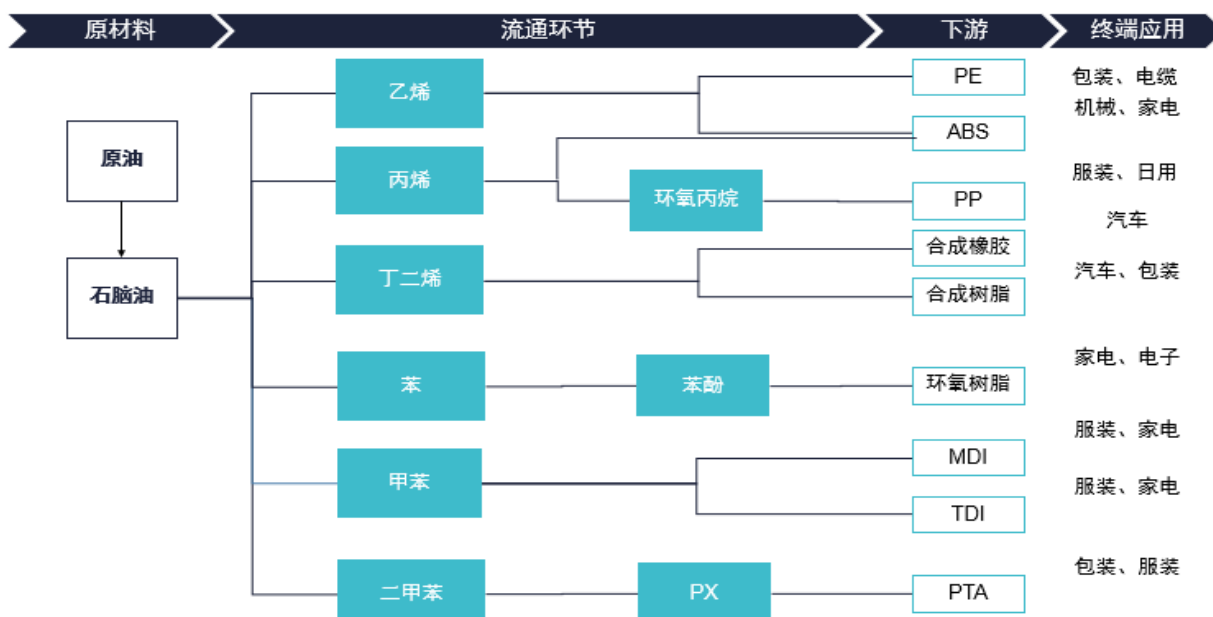 原材料
流通环节
下游
终端应用
原油
石脑油
乙烯
丙烯
环氧丙烷
丁二烯
苯
苯酚
甲苯
二甲苯
PX
PE
ABS
PP
合成橡胶
合成树脂
环氧树脂
MDI
TDI
PTA
包装、电缆
机械、家电
服装、日用
汽车
汽车、包装
家电、电子
服装、家电
服装、家电
包装、服装